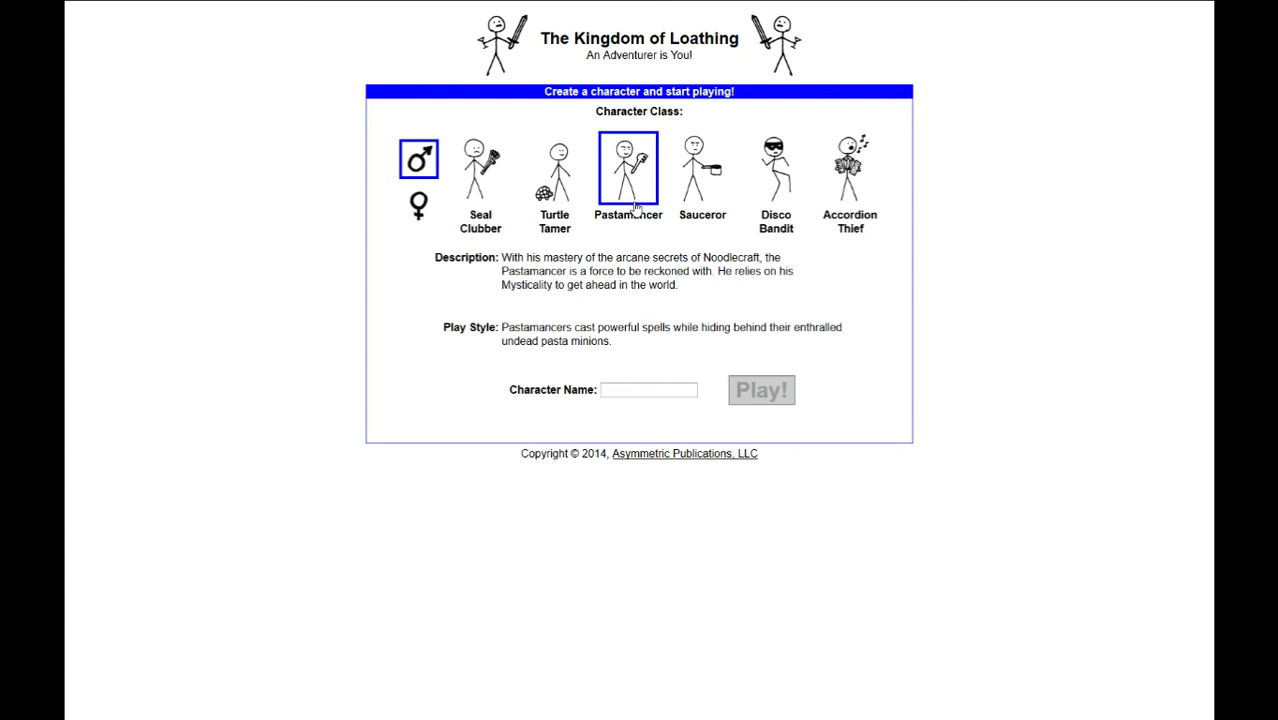 The Kingdom of Loathing
An Adventurer is You!
Create a character and start playing!
Character Class:
Seal Clubber
Turtle Tamer
Pastamancer
Sauceror
Disco Bandit
Accordion Thief
Description: With his mastery of the arcane secrets of Noodlecraft, the
Pastamancer is a force to be reckoned with. He relies on his
Mysticality to get ahead in the world.
Play Style: Pastamancers cast powerful spells while hiding behind their enthralled
undead pasta minions.
Character Name:
Play!
Copyright © 2014, Asymmetric Publications, LLC